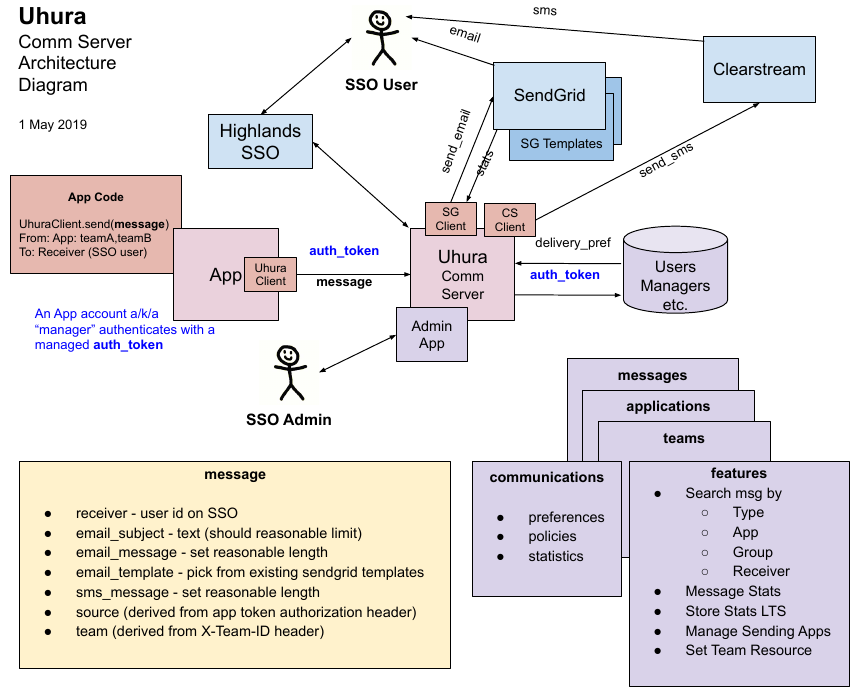 Uhura
Comm Server
Architecture
Diagram
1 May 2019
sms
email
SSO User
Clearstream
SendGrid
SG Templates
Highlands
SSO
send_email
stats
send_sms
App Code
UhuraClient.send(message)
From: App: teamA,teamB
To: Receiver (SSO user)
SG
Client
CS
Client
App
Uhura
Client
auth_token
message
Uhura
Comm
Server
delivery_pref
auth_token
Users
Managers
etc.
An App account a/k/a
“manager” authenticates with a
managed auth_token
Admin
App
SSO Admin
messages
applications
teams
message
● receiver - user id on SSO
● email_subject - text (should reasonable limit)
● email_message - set reasonable length
● email_template - pick from existing sendgrid templates
● sms_message - set reasonable length
● source (derived from app token authorization header)
● team (derived from X-Team-ID header)
communications
● preferences
● policies
● statistics
features
● Search msg by
○ Type
○ App
○ Group
○ Receiver
● Message Stats
● Store Stats LTS
● Manage Sending Apps
● Set Team Resource